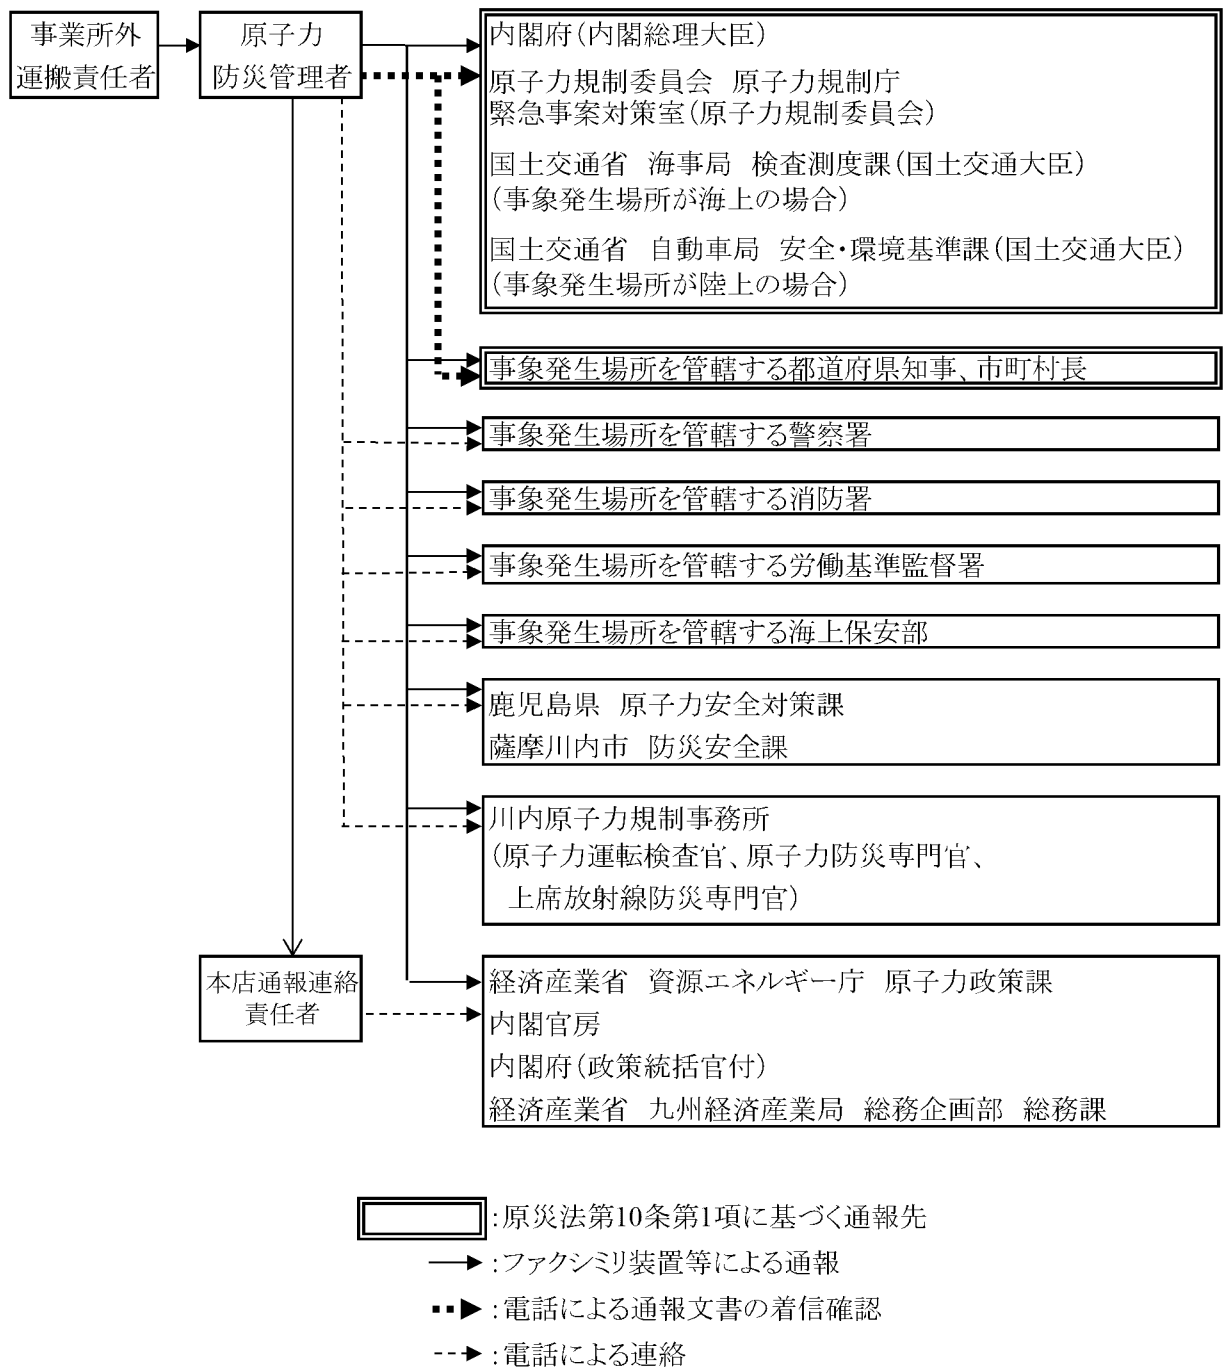 事業所外
運搬責任者
原子力
防災管理者
内閣府(内閣総理大臣)
原子力規制委員会 原子力規制庁
緊急事案対策室(原子力規制委員会)
国土交通省 海事局 検査測度課(国土交通大臣)
(事象発生場所が海上の場合)
国土交通省 自動車局 安全・環境基準課(国土交通大臣)
(事象発生場所が陸上の場合)
事象発生場所を管轄する都道府県知事、市町村長
事象発生場所を管轄する警察署
事象発生場所を管轄する消防署
事象発生場所を管轄する労働基準監督署
事象発生場所を管轄する海上保安部
鹿児島県 原子力安全対策課
薩摩川内市 防災安全課
川内原子力規制事務所
(原子力運転検査官、原子力防災専門官、
上席放射線防災専門官)
本店通報連絡
責任者
経済産業省 資源エネルギー庁 原子力政策課
内閣官房
内閣府(政策統括官付)
経済産業省 九州経済産業局 総務企画部 総務課
:原災法第10条第1項に基づく通報先
:ファクシミリ装置等による通報
:電話による通報文書の着信確認
:電話による連絡